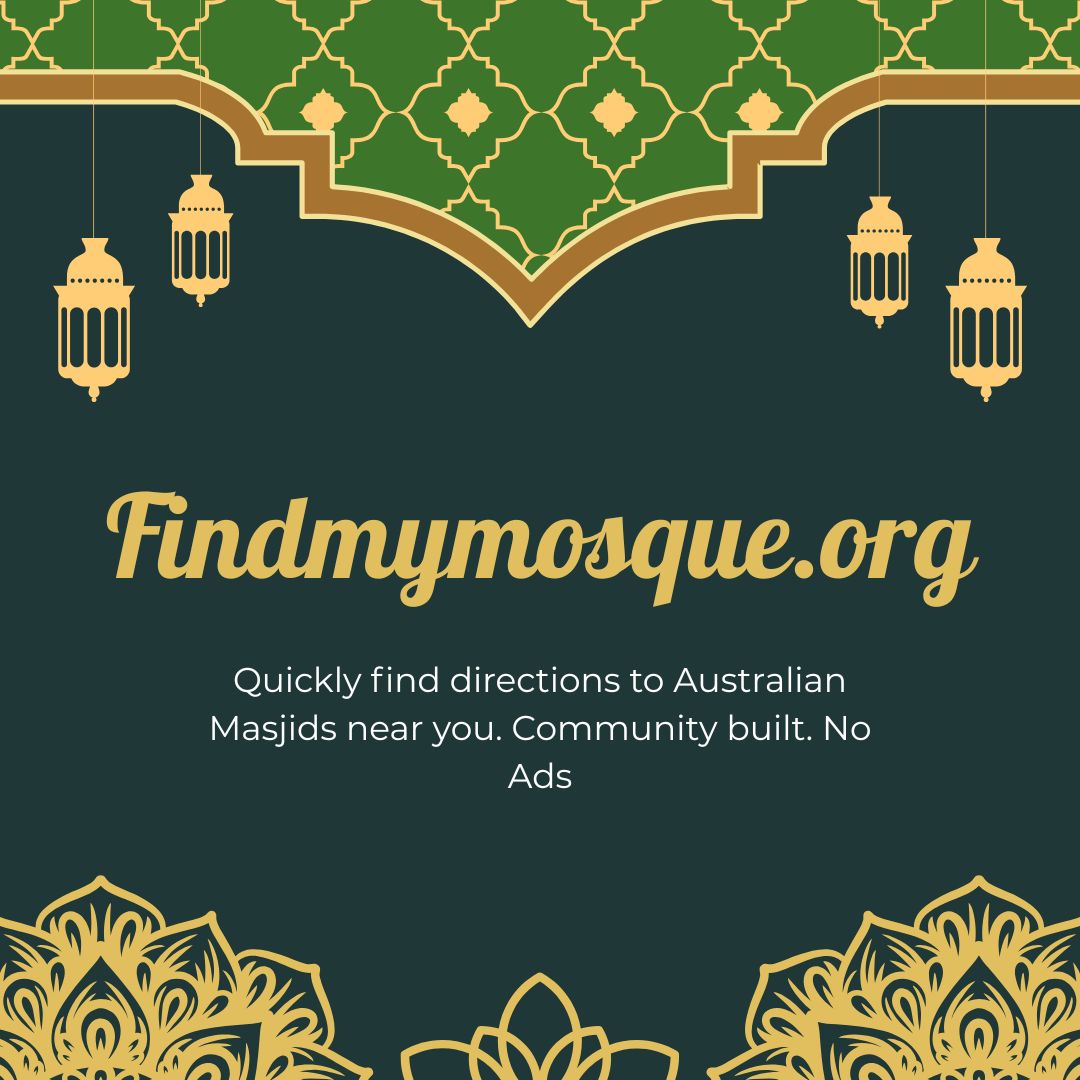 Findmymosque.org
Quickly find directions to Australian
Masjids near you. Community built. No
Ads